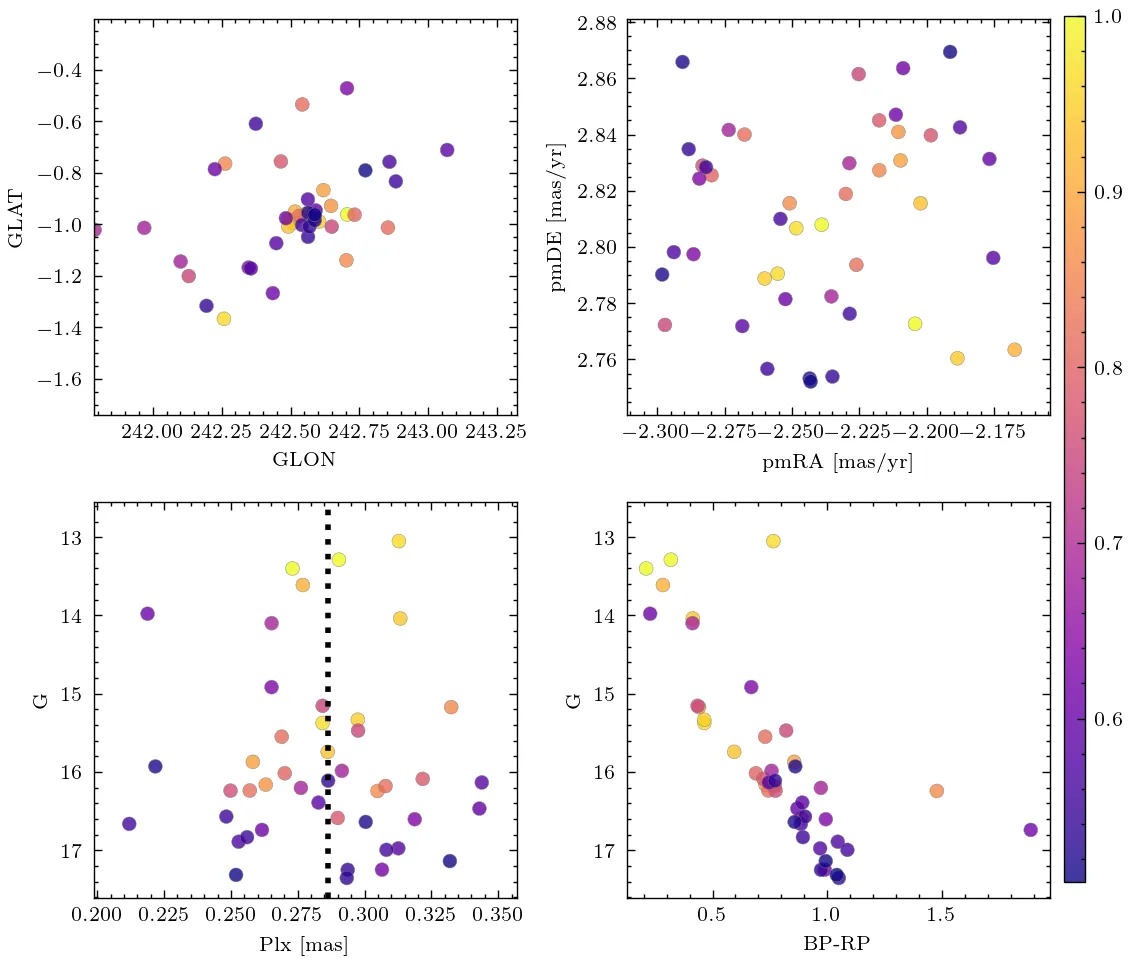 −0.4
−0.6
−0.8
−1.0
−1.2
−1.4
−1.6
GLAT
242.00 242.25 242.50 242.75 243.00 243.25
GLON
2.88
2.86
2.84
2.82
2.80
2.78
2.76
pmDE [mas/yr]
−2.300−2.275−2.250−2.225−2.200−2.175
pmRA [mas/yr]
1.0
0.9
0.8
0.7
0.6
13
14
15
16
17
G
0.200 0.225 0.250 0.275 0.300 0.325 0.350
Plx [mas]
13
14
15
16
17
G
0.5 1.0 1.5
BP-RP